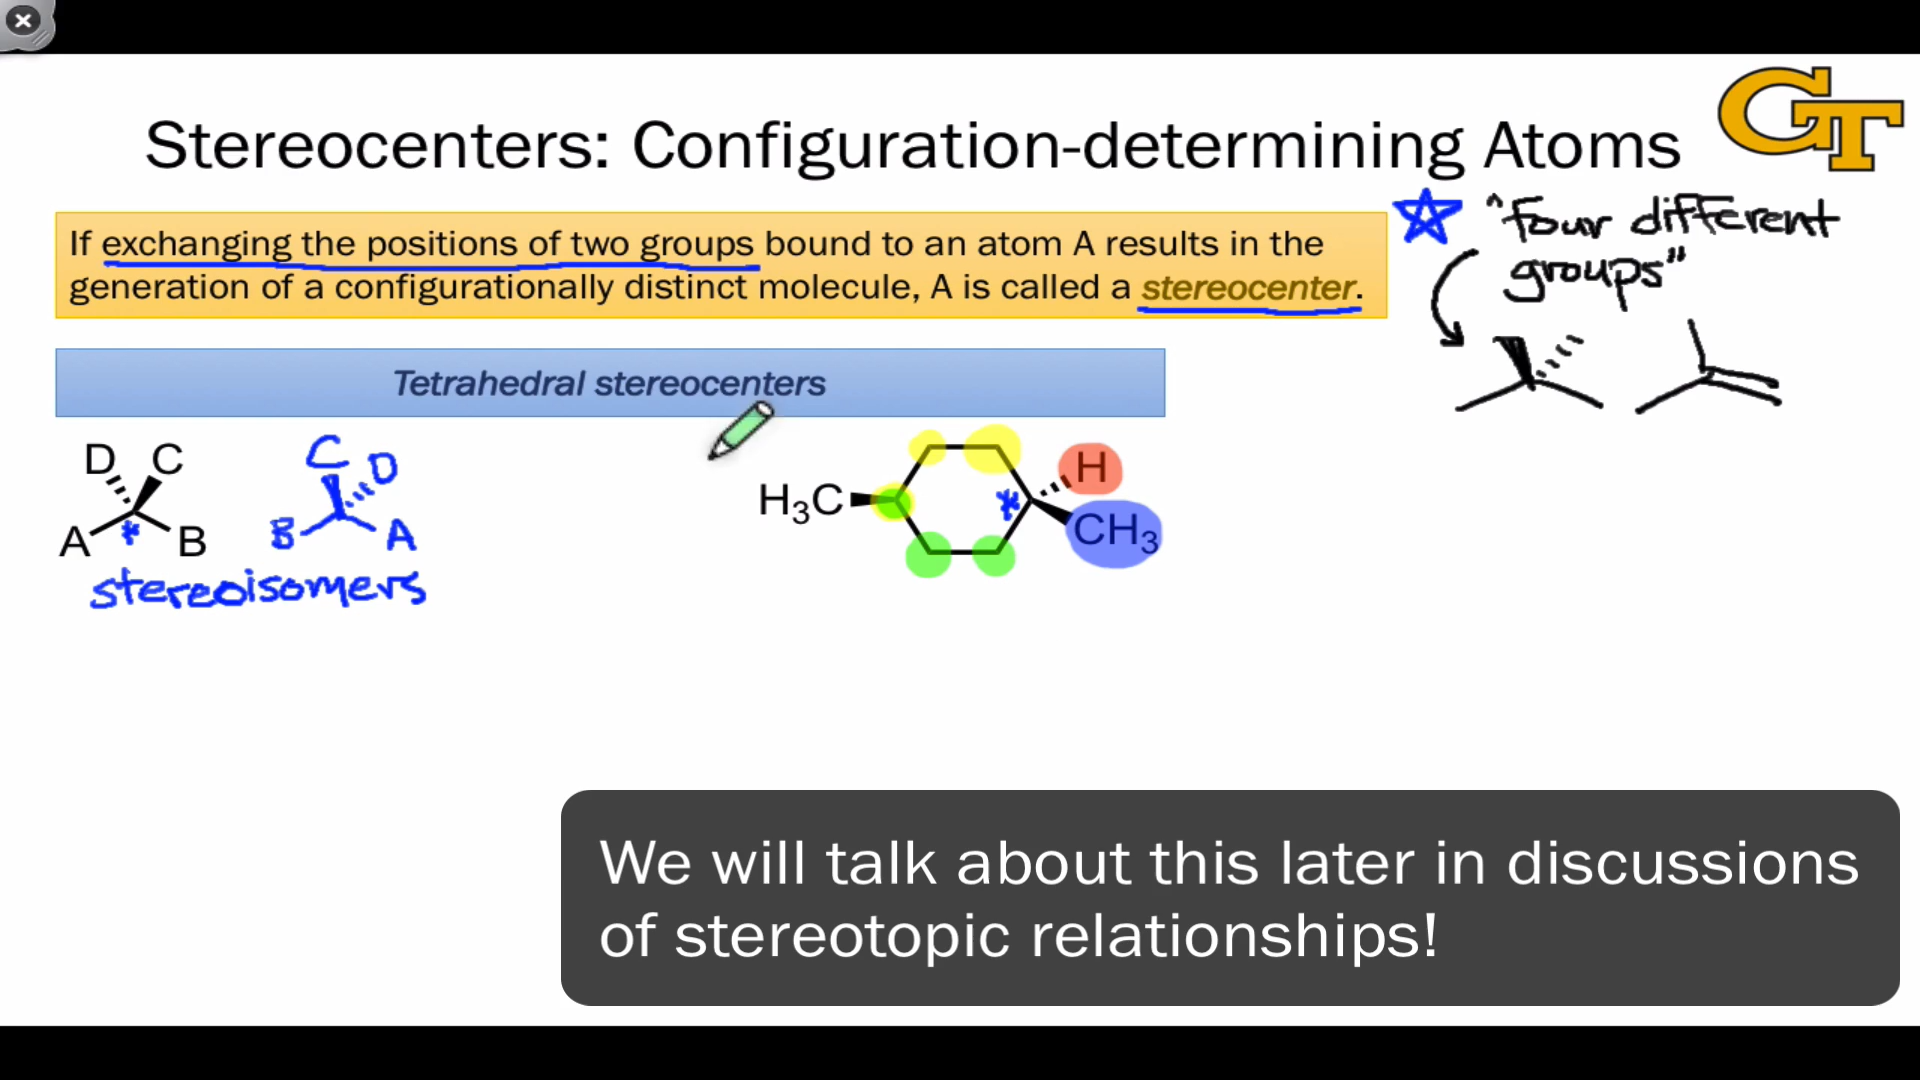 GT
Stereocenters: Configuration-determining Atoms
If exchanging the positions of two groups bound to an atom A results in the
generation of a configurationally distinct molecule, A is called a stereocenter.
"four different
groups"
Tetrahedral stereocenters
D C
A * B
C D
B A
stereoisomers
H₃C * H
CH₃
We will talk about this later in discussions
of stereotopic relationships!